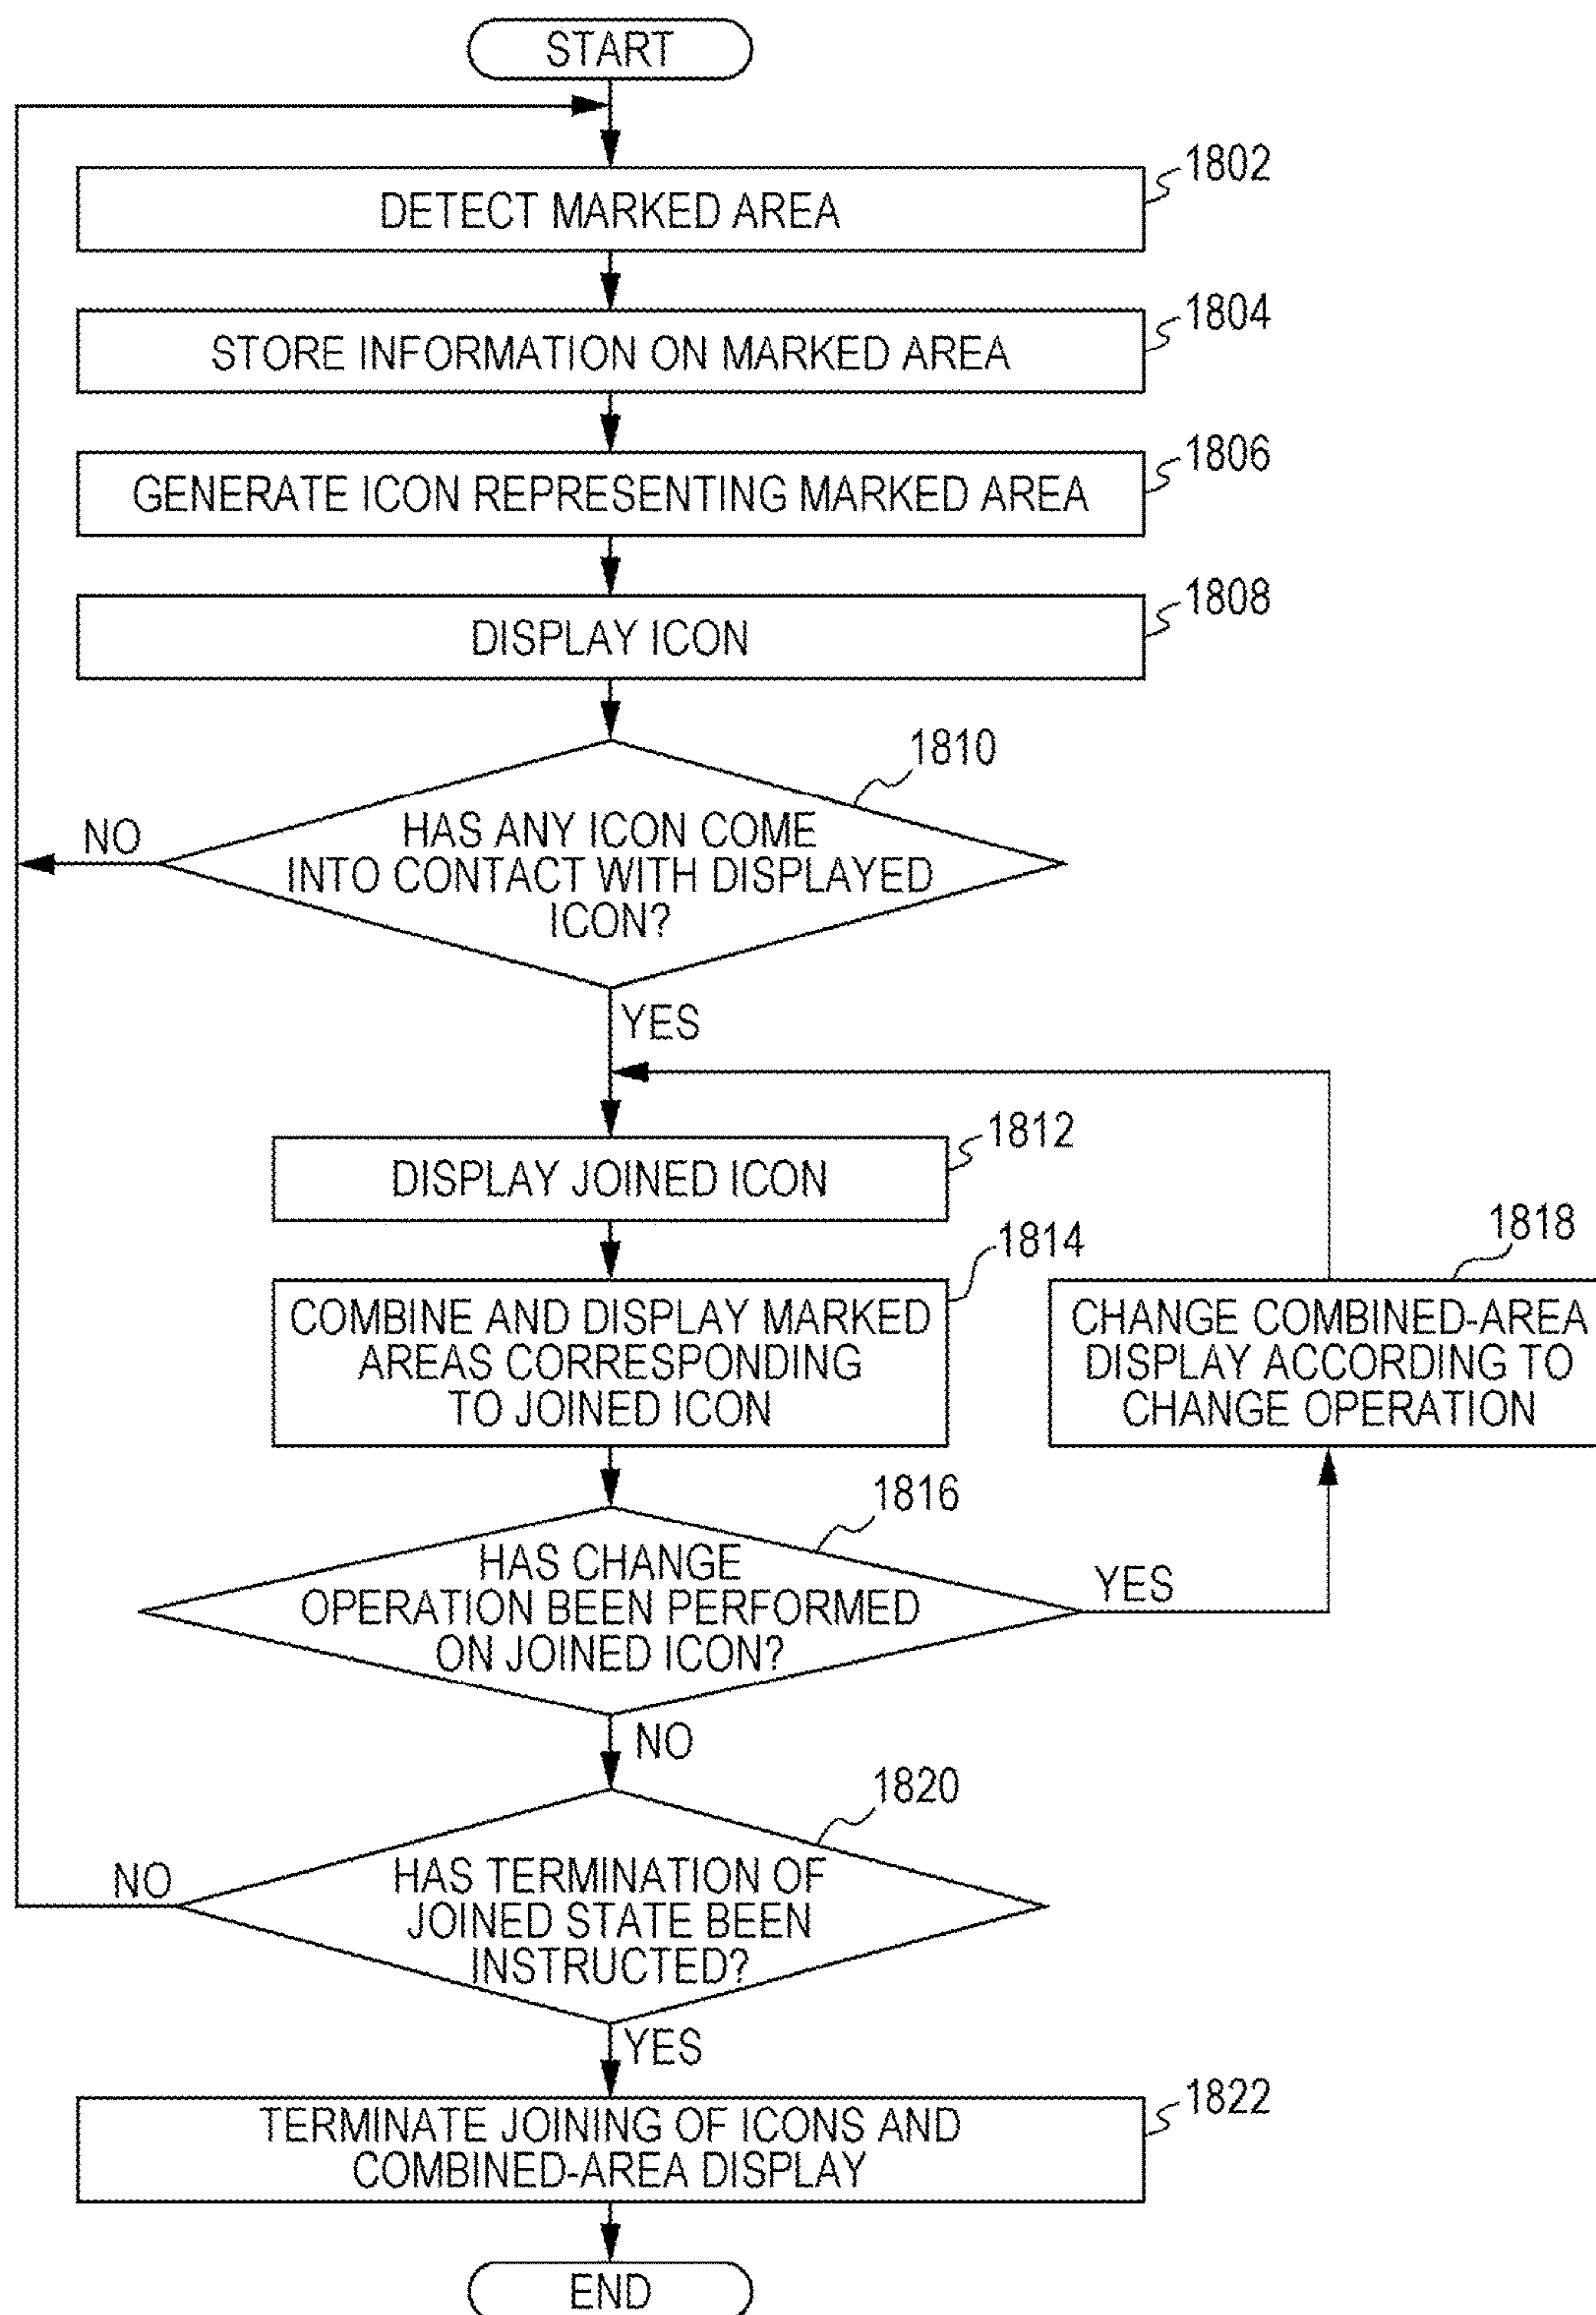 START
1802
DETECT MARKED AREA
1804
STORE INFORMATION ON MARKED AREA
1806
GENERATE ICON REPRESENTING MARKED AREA
1808
DISPLAY ICON
1810
HAS ANY ICON COME
INTO CONTACT WITH DISPLAYED
ICON?
NO
YES
1812
DISPLAY JOINED ICON
1814
COMBINE AND DISPLAY MARKED
AREAS CORRESPONDING
TO JOINED ICON
1818
CHANGE COMBINED-AREA
DISPLAY ACCORDING TO
CHANGE OPERATION
1816
HAS CHANGE
OPERATION BEEN PERFORMED
ON JOINED ICON?
YES
NO
1820
HAS TERMINATION OF
JOINED STATE BEEN
INSTRUCTED?
NO
YES
1822
TERMINATE JOINING OF ICONS AND
COMBINED-AREA DISPLAY
END